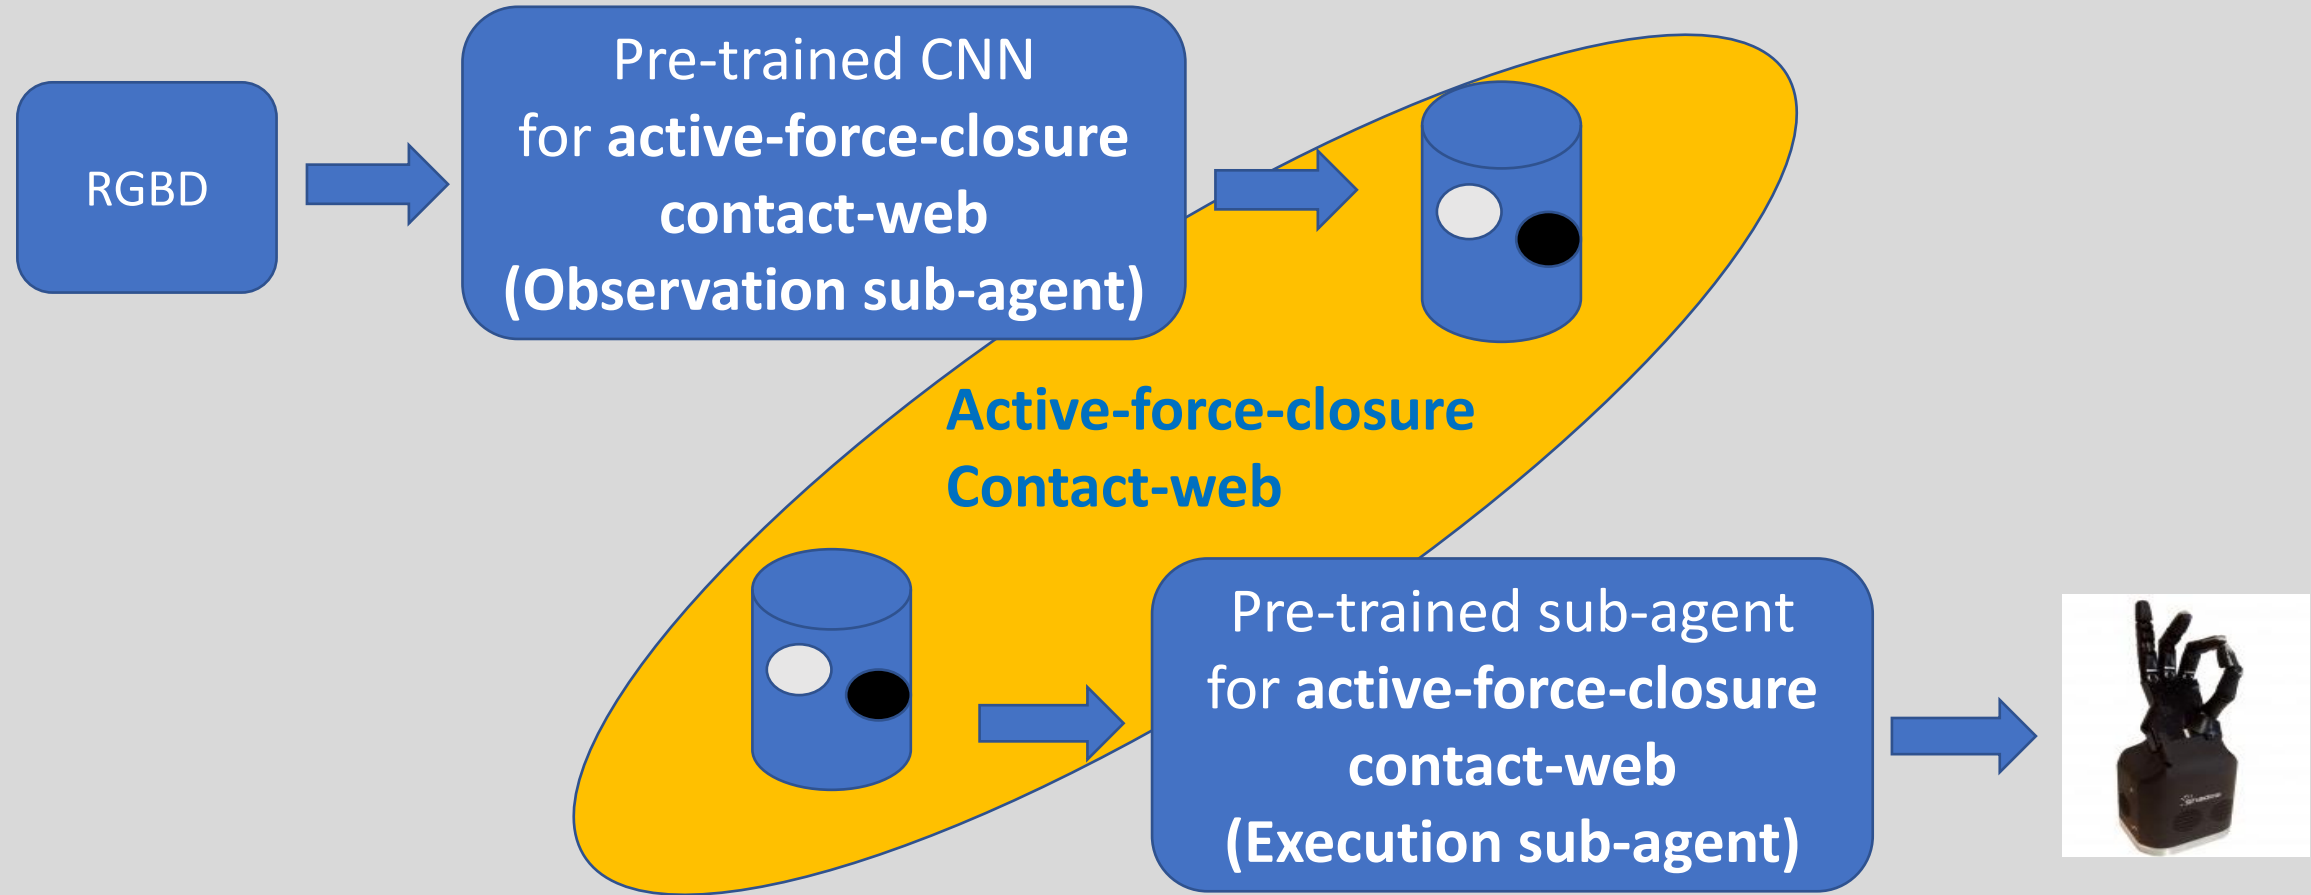 RGBD
Pre-trained CNN
for active-force-closure
contact-web
(Observation sub-agent)
Active-force-closure
Contact-web
Pre-trained sub-agent
for active-force-closure
contact-web
(Execution sub-agent)
shadow